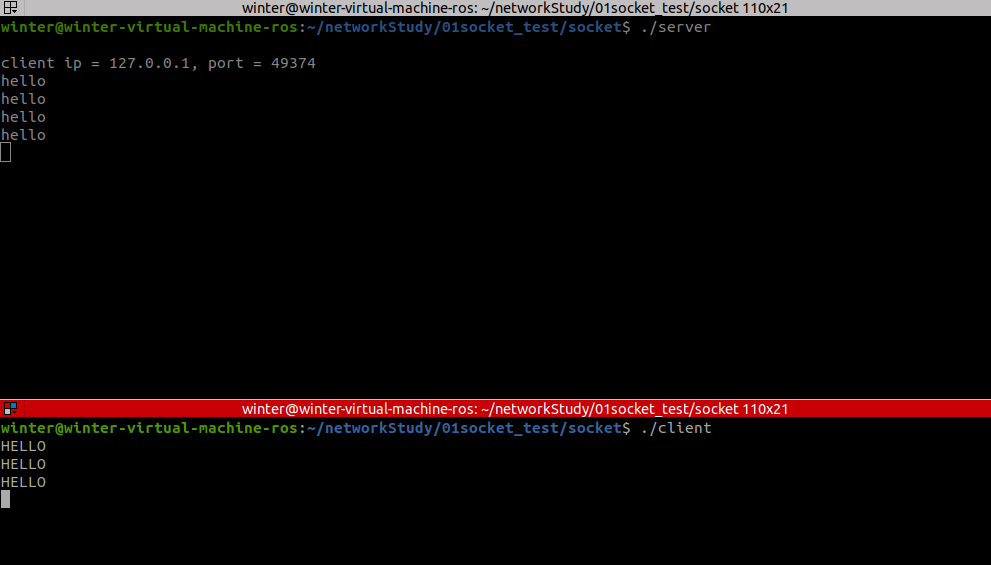 winter@winter-virtual-machine-ros: ~/networkStudy/01socket_test/socket 110x21
winter@winter-virtual-machine-ros:~/networkStudy/01socket_test/socket$ ./server
client ip = 127.0.0.1, port = 49374
hello
hello
hello
hello
winter@winter-virtual-machine-ros: ~/networkStudy/01socket_test/socket 110x21
winter@winter-virtual-machine-ros:~/networkStudy/01socket_test/socket$ ./client
HELLO
HELLO
HELLO